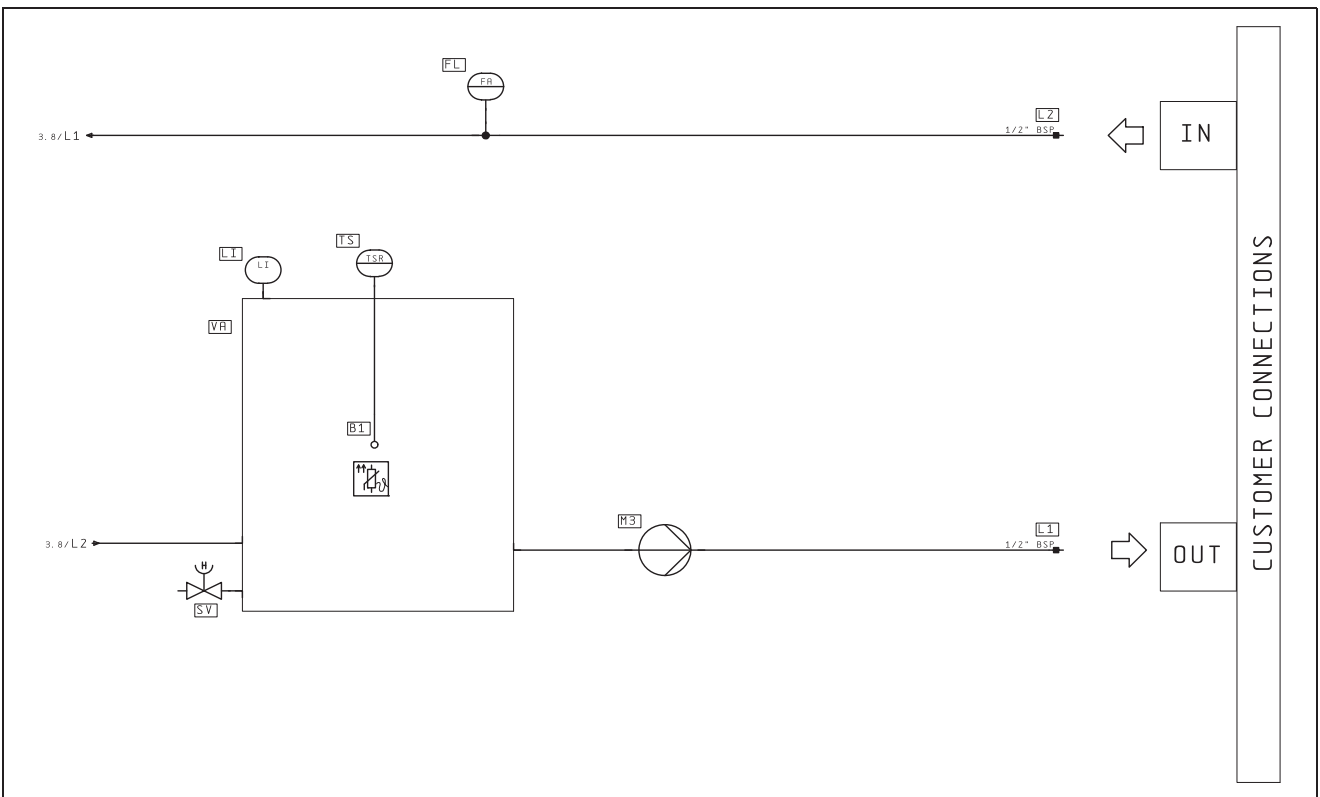 FL
FA
L2
1/2" BSP
3.8/L1
IN
TS
LI
TSR
LI
VA
CUSTOMER CONNECTIONS
B1
ϑ
M3
L1
1/2" BSP
3.8/L2
OUT
H
SV